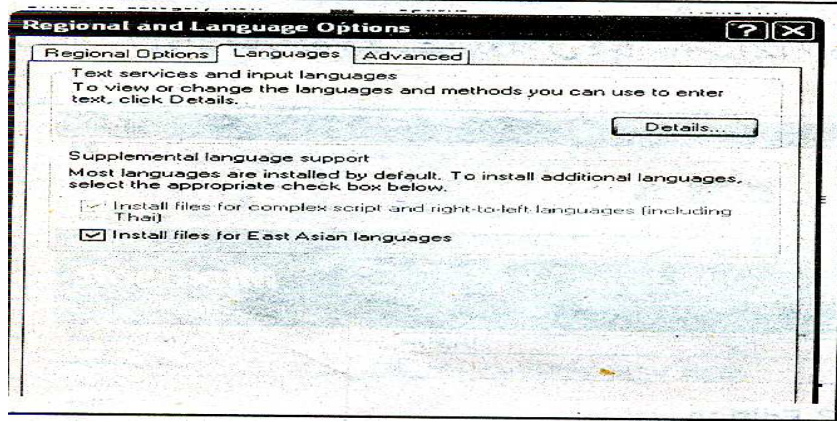 Regional and Language Options
Regional Options Languages Advanced
Text services and input languages
To view or change the languages and methods you can use to enter
text, click Details.
Details...
Supplemental language support
Most languages are installed by default. To install additional languages,
select the appropriate check box below.
Install files for complex script and right-to-left languages (including
Thai)
Install files for East Asian languages